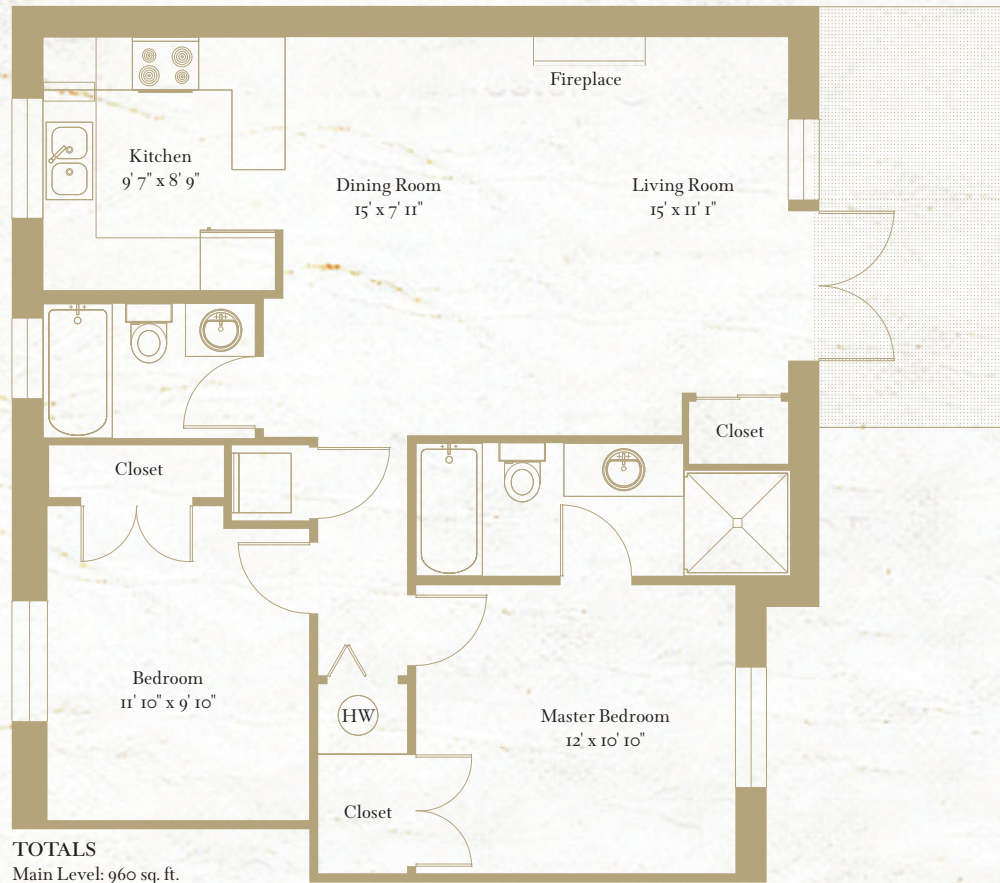 Fireplace
Kitchen
9' 7" x 8' 9"
Dining Room
15' x 7' 11"
Living Room
15' x 11' 1"
Closet
Closet
Bedroom
11' 10" x 9' 10"
HW
Master Bedroom
12' x 10' 10"
Closet
TOTALS
Main Level: 960 sq. ft.